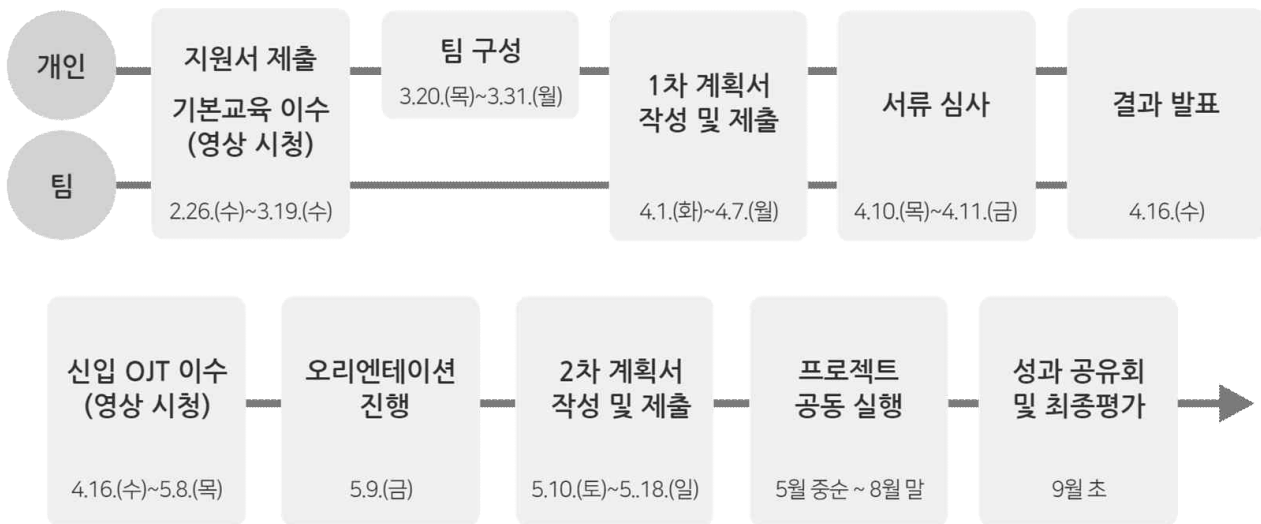 개인
팀
지원서 제출
기본교육 이수
(영상 시청)
2.26.(수)~3.19.(수)
팀 구성
3.20.(목)~3.31.(월)
1차 계획서
작성 및 제출
4.1.(화)~4.7.(월)
서류 심사
4.10.(목)~4.11.(금)
결과 발표
4.16.(수)
신입 OJT 이수
(영상 시청)
4.16.(수)~5.8.(목)
오리엔테이션
진행
5.9.(금)
2차 계획서
작성 및 제출
5.10.(토)~5..18.(일)
프로젝트
공동 실행
5월 중순 ~ 8월 말
성과 공유회
및 최종평가
9월 초